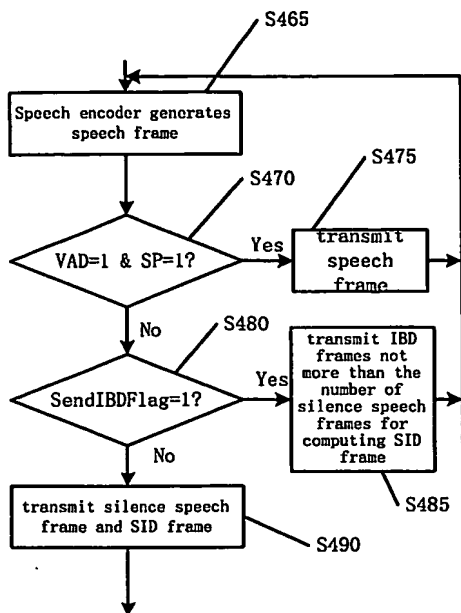 S465
Speech encoder generates
speech frame
S470
S475
VAD=1 & SP=1?
Yes
transmit
speech
frame
No
S480
SendIBDFlag=1?
Yes
transmit IBD
frames not
more than the
number of
silence speech
frames for
computing SID
frame
No
S485
transmit silence speech
frame and SID frame
S490